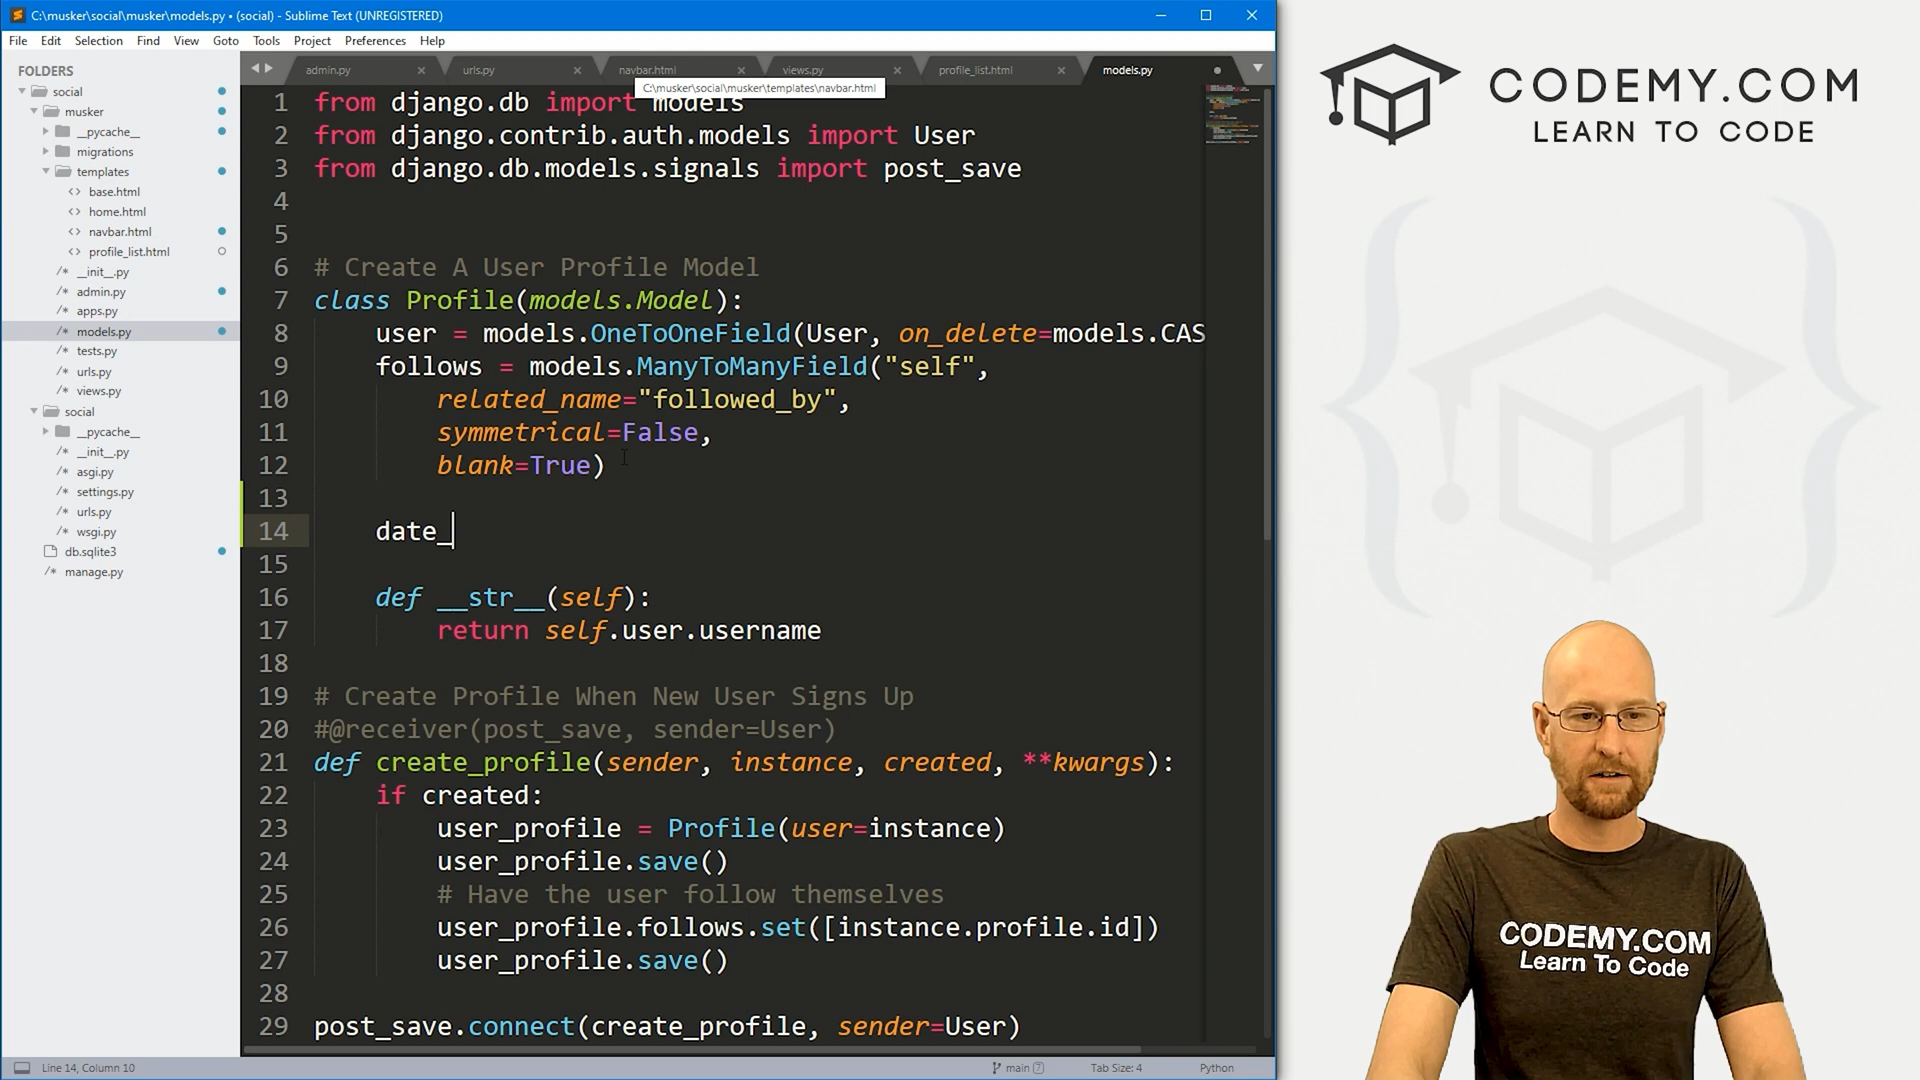 C:\musker\social\musker\models.py • (social) - Sublime Text (UNREGISTERED)
File Edit Selection Find View Goto Tools Project Preferences Help
FOLDERS
social
musker
__pycache__
migrations
templates
base.html
home.html
navbar.html
profile_list.html
__init__.py
admin.py
apps.py
models.py
tests.py
urls.py
views.py
social
__pycache__
__init__.py
asgi.py
settings.py
urls.py
wsgi.py
db.sqlite3
manage.py
admin.py urls.py navbar.html views.py profile_list.html models.py
C:\musker\social\musker\templates\navbar.html
1 from django.db import models
2 from django.contrib.auth.models import User
3 from django.db.models.signals import post_save
4
5
6 # Create A User Profile Model
7 class Profile(models.Model):
8 user = models.OneToOneField(User, on_delete=models.CAS
9 follows = models.ManyToManyField("self",
10 related_name="followed_by",
11 symmetrical=False,
12 blank=True)
13
14 date_
15
16 def __str__(self):
17 return self.user.username
18
19 # Create Profile When New User Signs Up
20 #@receiver(post_save, sender=User)
21 def create_profile(sender, instance, created, **kwargs):
22 if created:
23 user_profile = Profile(user=instance)
24 user_profile.save()
25 # Have the user follow themselves
26 user_profile.follows.set([instance.profile.id])
27 user_profile.save()
28
29 post_save.connect(create_profile, sender=User)
Line 14, Column 10 main 7 Tab Size: 4 Python
CODEMY.COM
LEARN TO CODE
CODEMY.COM
Learn To Code